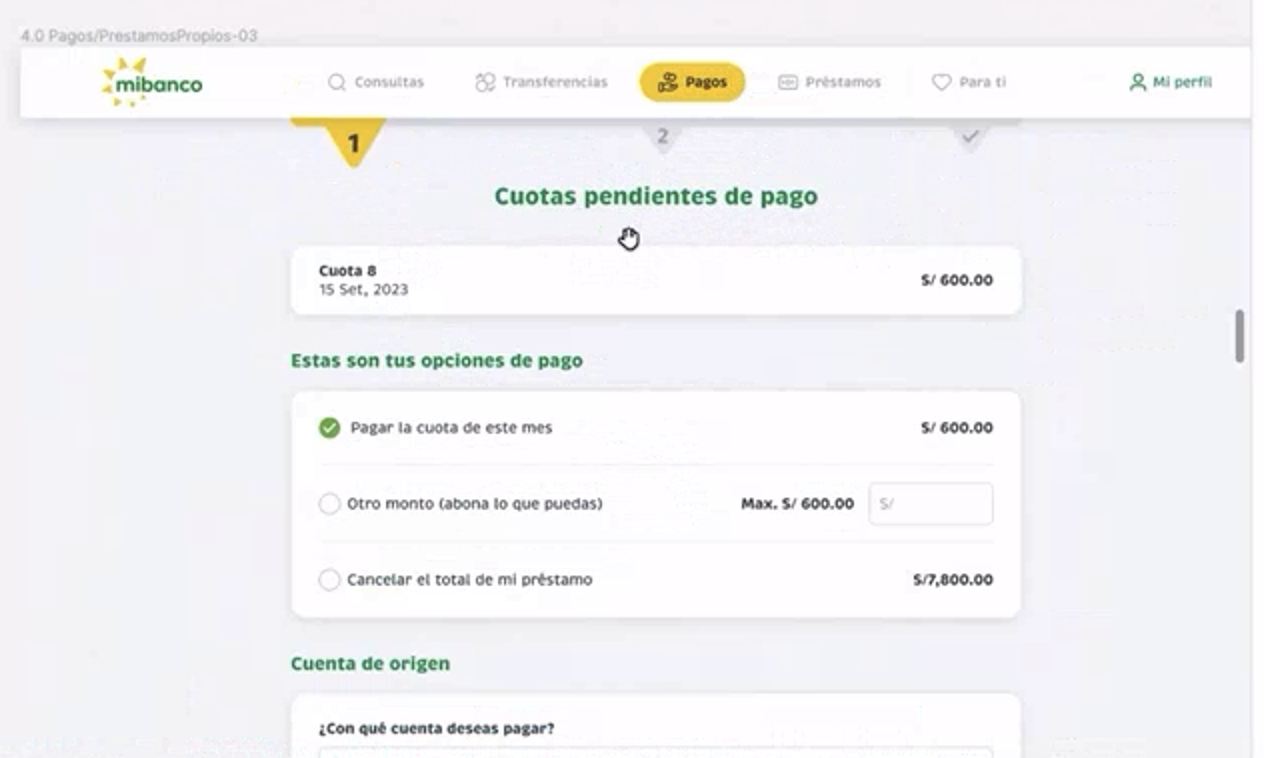 4.0 Pagos/PrestamosPropios-03
mibanco
Consultas
Transferencias
Pagos
Préstamos
Para ti
Mi perfil
1
2
Cuotas pendientes de pago
Cuota 8
15 Set, 2023
S/ 600.00
Estas son tus opciones de pago
Pagar la cuota de este mes
S/ 600.00
Otro monto (abona lo que puedas)
Max. S/ 600.00
S/
Cancelar el total de mi préstamo
S/7,800.00
Cuenta de origen
¿Con qué cuenta deseas pagar?